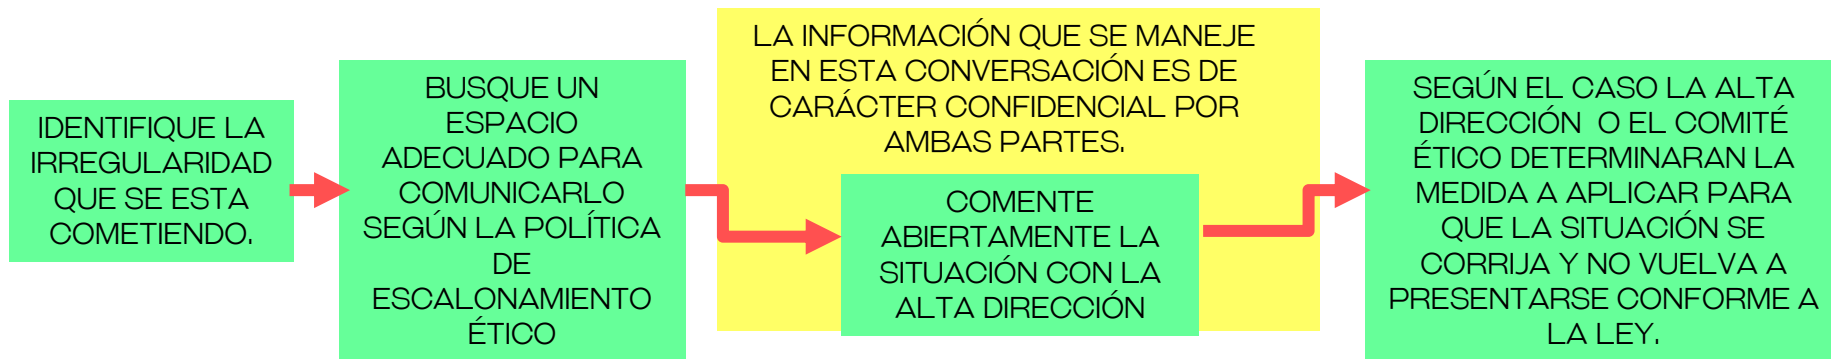 IDENTIFIQUE LA
IRREGULARIDAD
QUE SE ESTA
COMETIENDO.
BUSQUE UN
ESPACIO
ADECUADO PARA
COMUNICARLO
SEGÚN LA POLÍTICA
DE
ESCALONAMIENTO
ÉTICO
LA INFORMACIÓN QUE SE MANEJE
EN ESTA CONVERSACIÓN ES DE
CARÁCTER CONFIDENCIAL POR
AMBAS PARTES.
COMENTE
ABIERTAMENTE LA
SITUACIÓN CON LA
ALTA DIRECCIÓN
SEGÚN EL CASO LA ALTA
DIRECCIÓN O EL COMITÉ
ÉTICO DETERMINARAN LA
MEDIDA A APLICAR PARA
QUE LA SITUACIÓN SE
CORRIJA Y NO VUELVA A
PRESENTARSE CONFORME A
LA LEY.